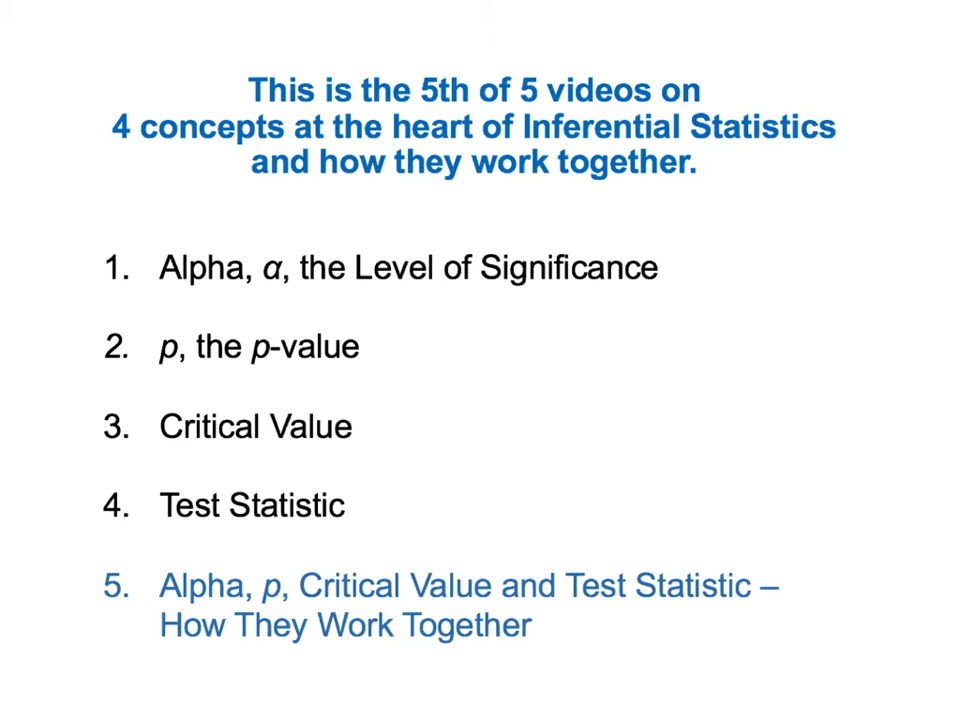 This is the 5th of 5 videos on
4 concepts at the heart of Inferential Statistics
and how they work together.
1. Alpha, α, the Level of Significance
2. p, the p-value
3. Critical Value
4. Test Statistic
5. Alpha, p, Critical Value and Test Statistic –
How They Work Together